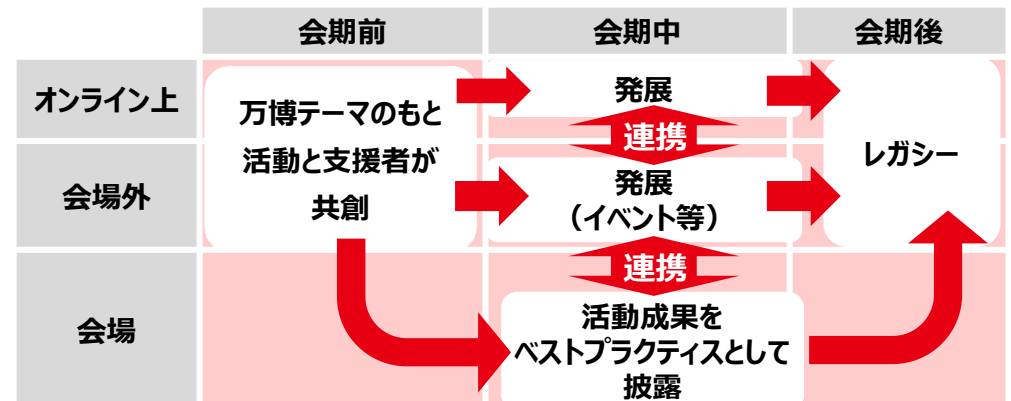 会期前
会期中
会期後
オンライン上
万博テーマのもと
活動と支援者が
共創
発展
連携
レガシー
会場外
発展
（イベント等）
連携
会場
活動成果を
ベストプラクティスとして
披露